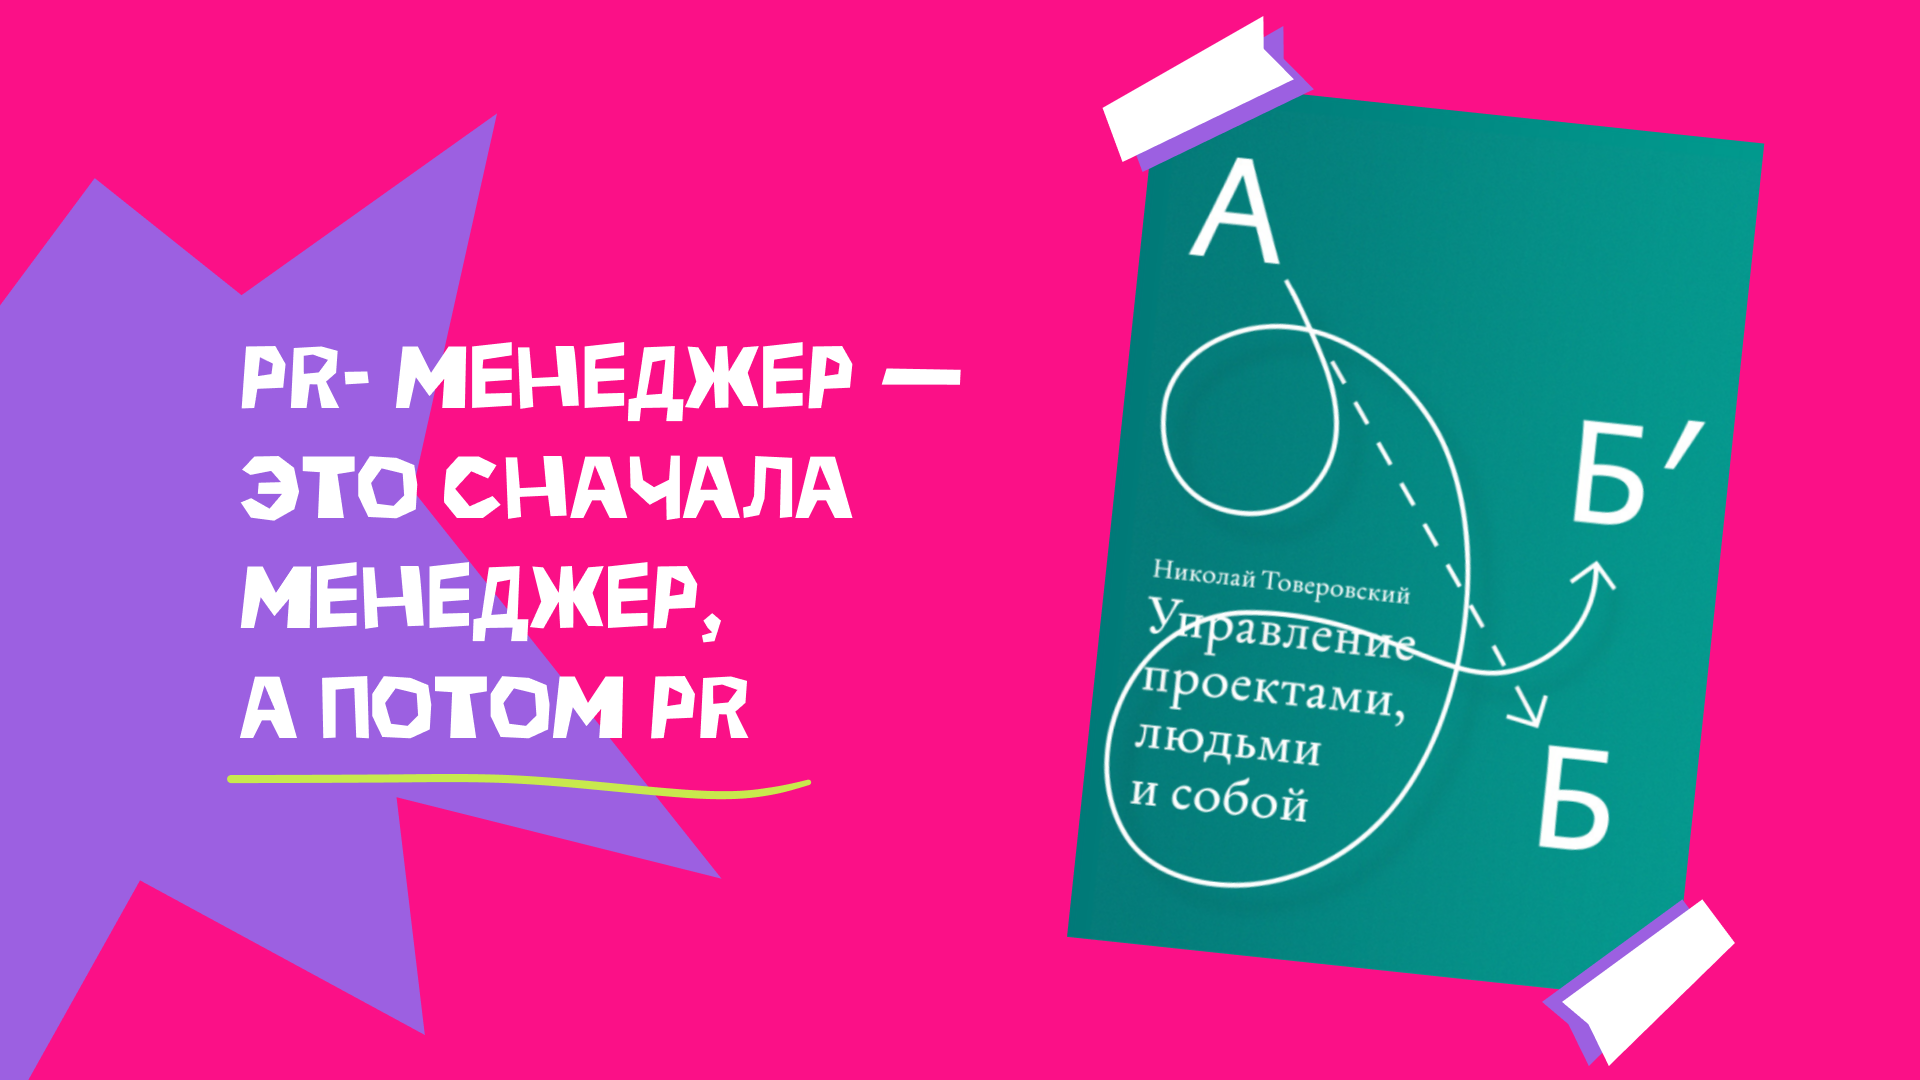 PR- МЕНЕДЖЕР —
ЭТО СНАЧАЛА
МЕНЕДЖЕР,
А ПОТОМ PR
А
Б′
Николай Товеровский
Управление
проектами,
людьми
и собой
Б